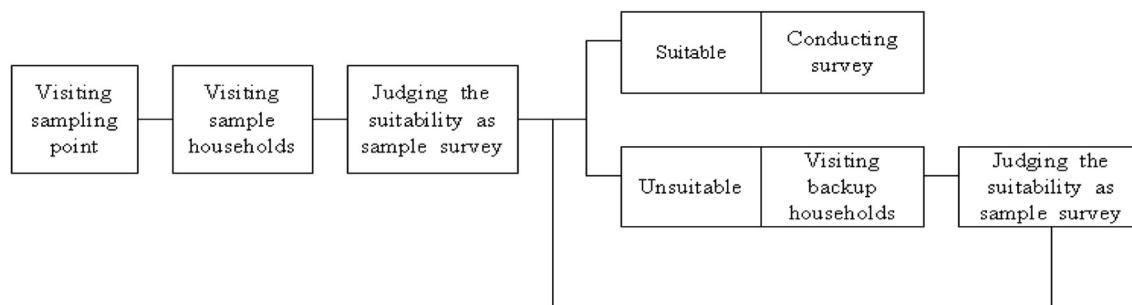 Visiting
sampling
point
Visiting
sample
households
Judging the
suitability as
sample survey
Suitable
Conducting
survey
Unsuitable
Visiting
backup
households
Judging the
suitability as
sample survey